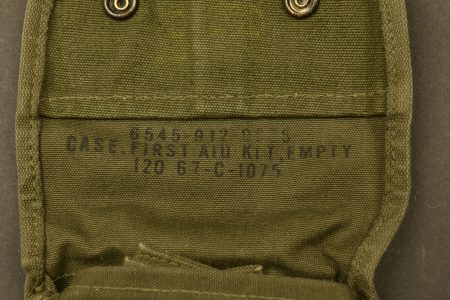 6545-912
CASE, FIRST AID KIT, EMPTY
120 67-C-1075